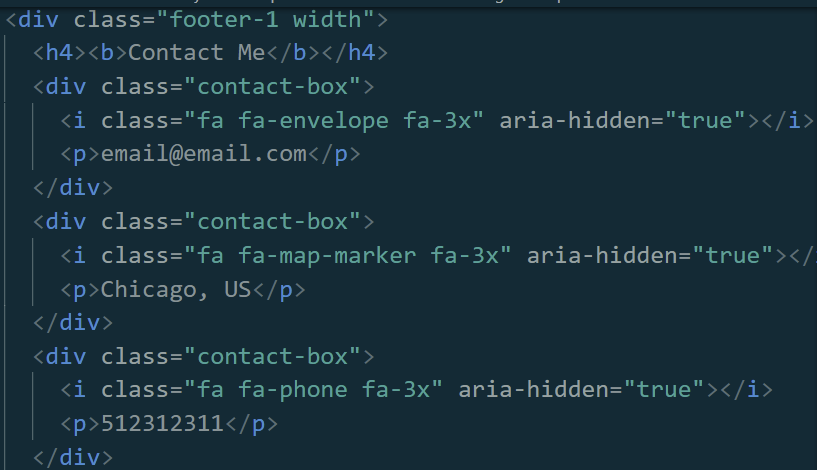 <div class="footer-1 width">
<h4><b>Contact Me</b></h4>
<div class="contact-box">
<i class="fa fa-envelope fa-3x" aria-hidden="true"></i>
<p>email@email.com</p>
</div>
<div class="contact-box">
<i class="fa fa-map-marker fa-3x" aria-hidden="true"></
<p>Chicago, US</p>
</div>
<div class="contact-box">
<i class="fa fa-phone fa-3x" aria-hidden="true"></i>
<p>512312311</p>
</div>